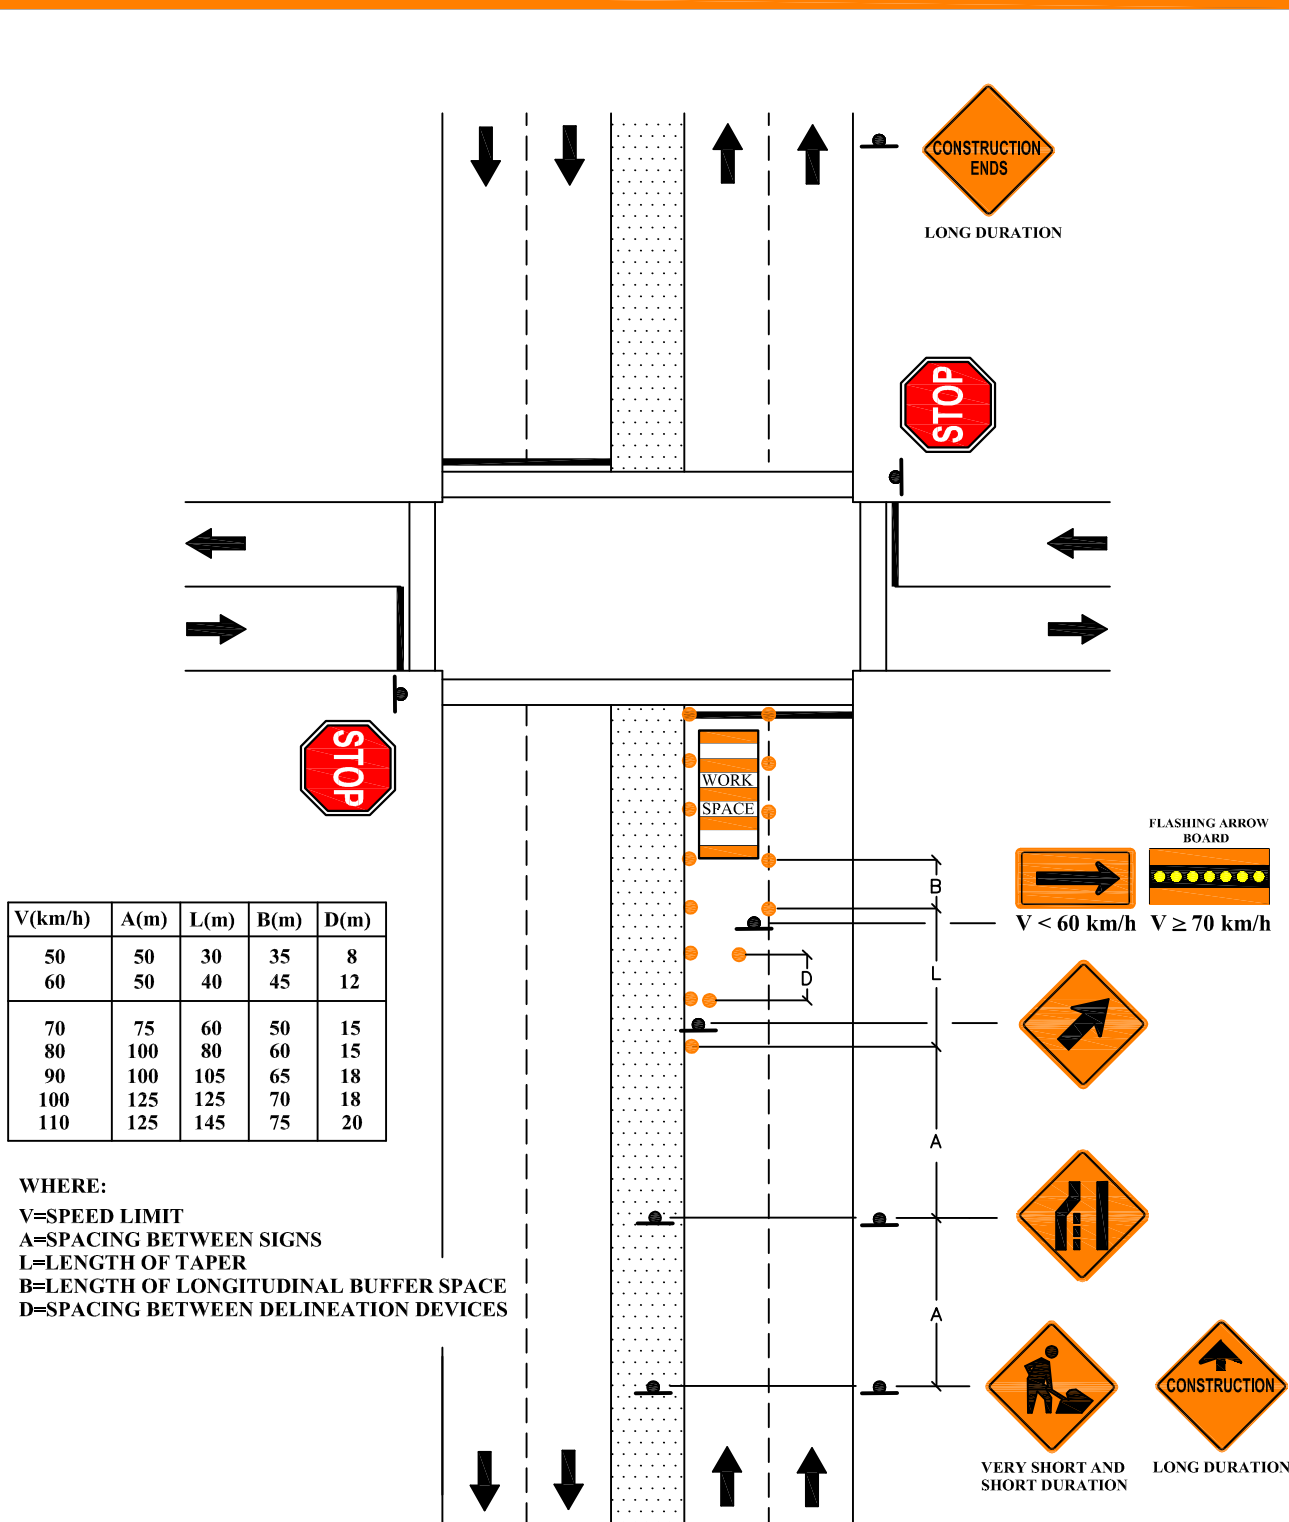 CONSTRUCTION
ENDS
LONG DURATION
STOP
STOP
WORK
SPACE
FLASHING ARROW
BOARD
B
V < 60 km/h V ≥ 70 km/h
V(km/h) A(m) L(m) B(m) D(m)
50 50 30 35 8
60 50 40 45 12
70 75 60 50 15
80 100 80 60 15
90 100 105 65 18
100 125 125 70 18
110 125 145 75 20
L
D
A
WHERE:
V=SPEED LIMIT
A=SPACING BETWEEN SIGNS
L=LENGTH OF TAPER
B=LENGTH OF LONGITUDINAL BUFFER SPACE
D=SPACING BETWEEN DELINEATION DEVICES
A
CONSTRUCTION
VERY SHORT AND
SHORT DURATION
LONG DURATION